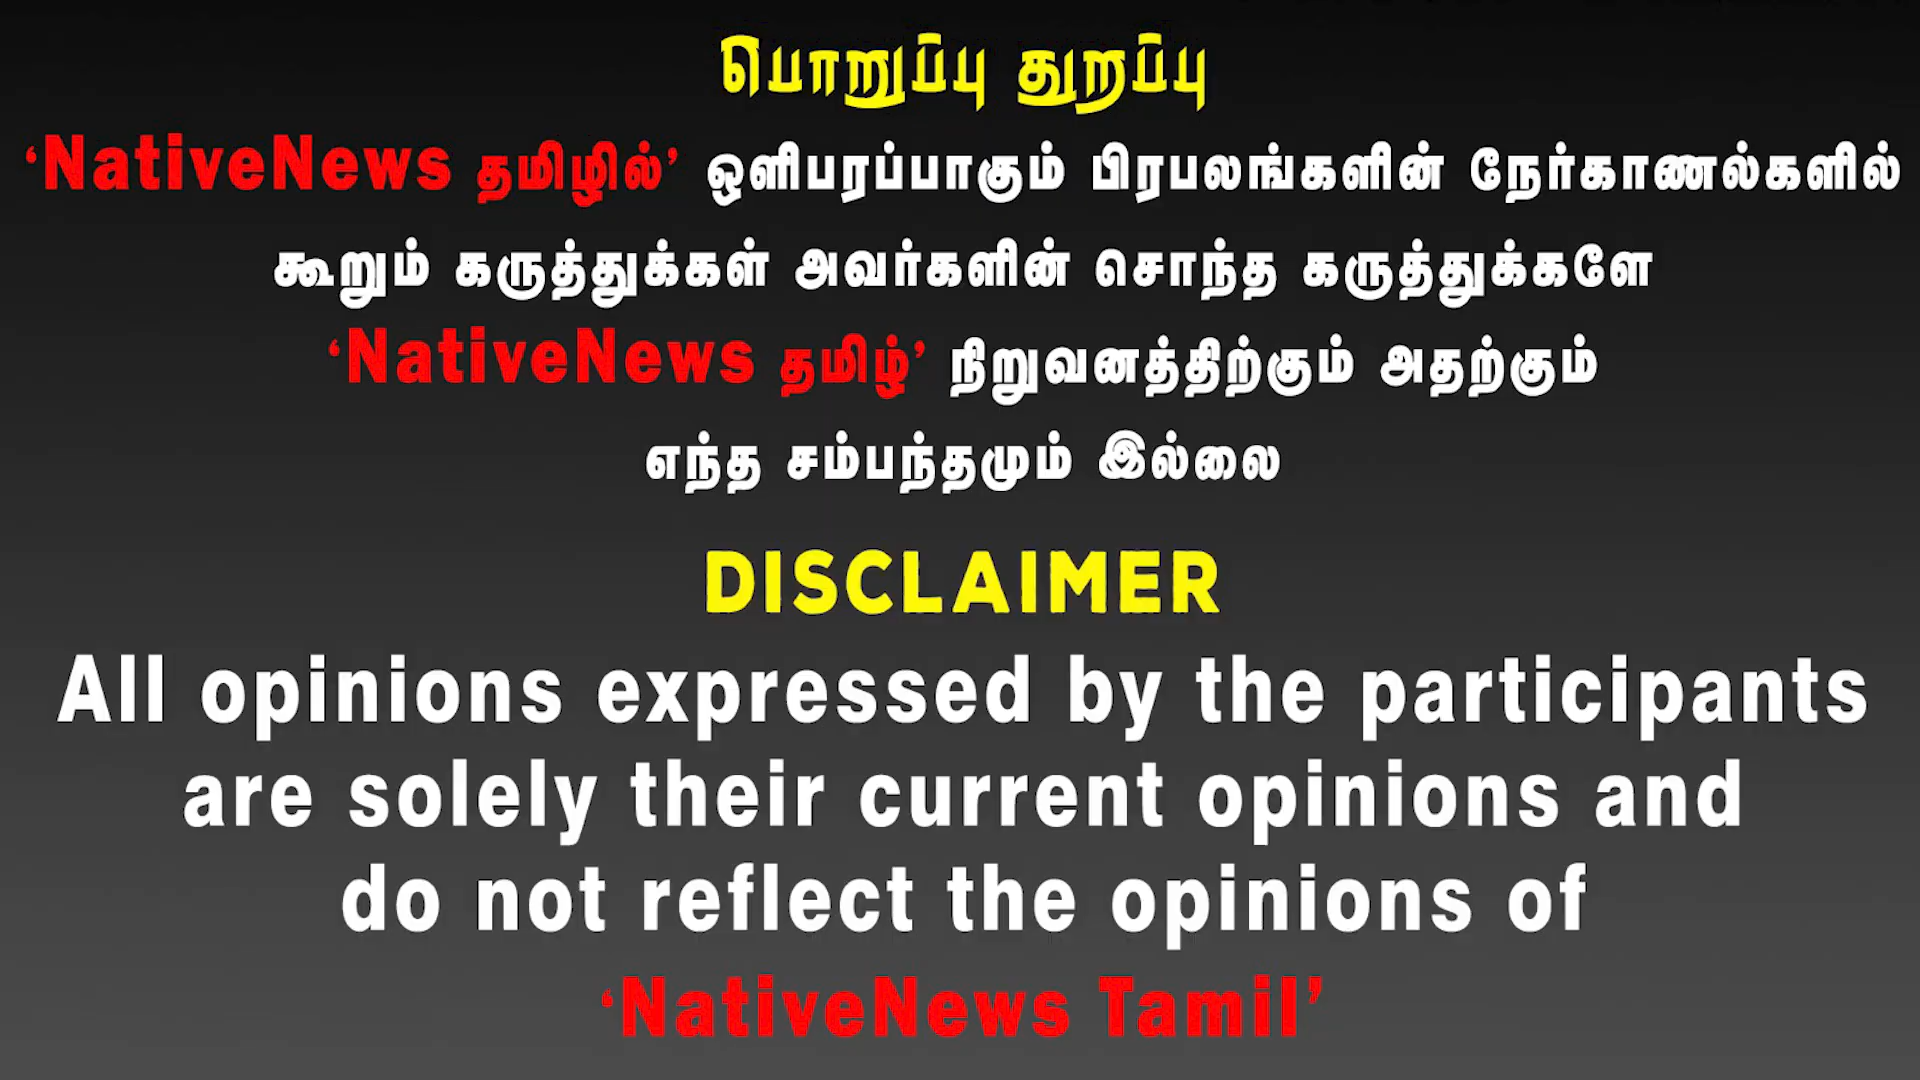 பொறுப்பு துறப்பு
‘NativeNews தமிழில்’ ஒளிபரப்பாகும் பிரபலங்களின் நேர்காணல்களில்
கூறும் கருத்துக்கள் அவர்களின் சொந்த கருத்துக்களே
‘NativeNews தமிழ்’ நிறுவனத்திற்கும் அதற்கும்
எந்த சம்பந்தமும் இல்லை
DISCLAIMER
All opinions expressed by the participants
are solely their current opinions and
do not reflect the opinions of
‘NativeNews Tamil’